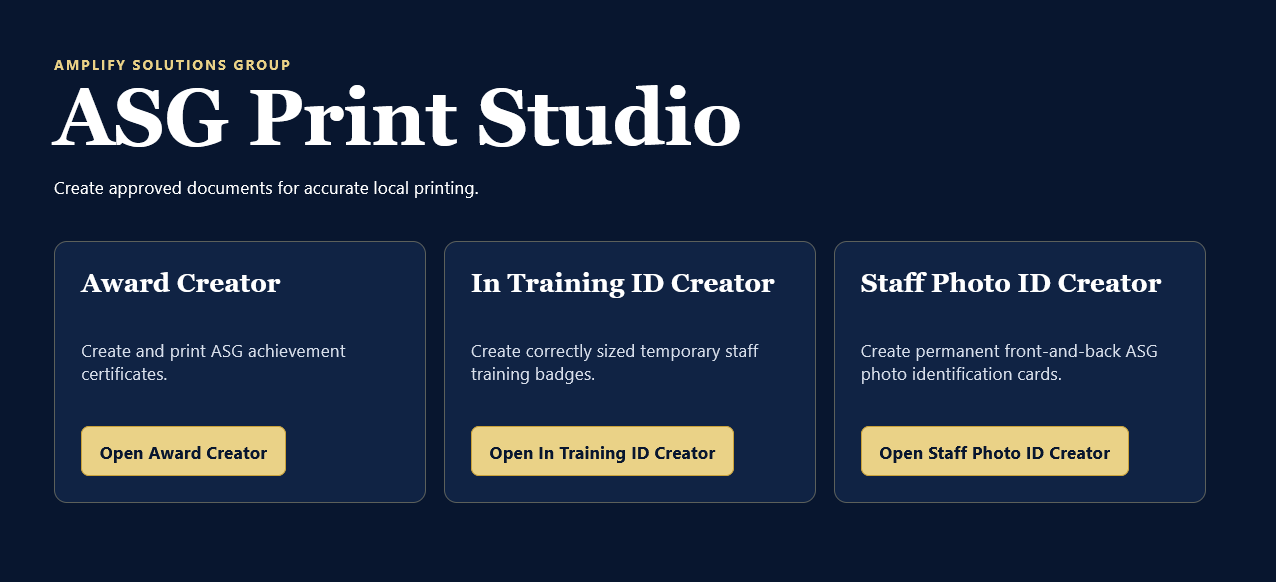 AMPLIFY SOLUTIONS GROUP
ASG Print Studio
Create approved documents for accurate local printing.
Award Creator
Create and print ASG achievement
certificates.
Open Award Creator
In Training ID Creator
Create correctly sized temporary staff
training badges.
Open In Training ID Creator
Staff Photo ID Creator
Create permanent front-and-back ASG
photo identification cards.
Open Staff Photo ID Creator